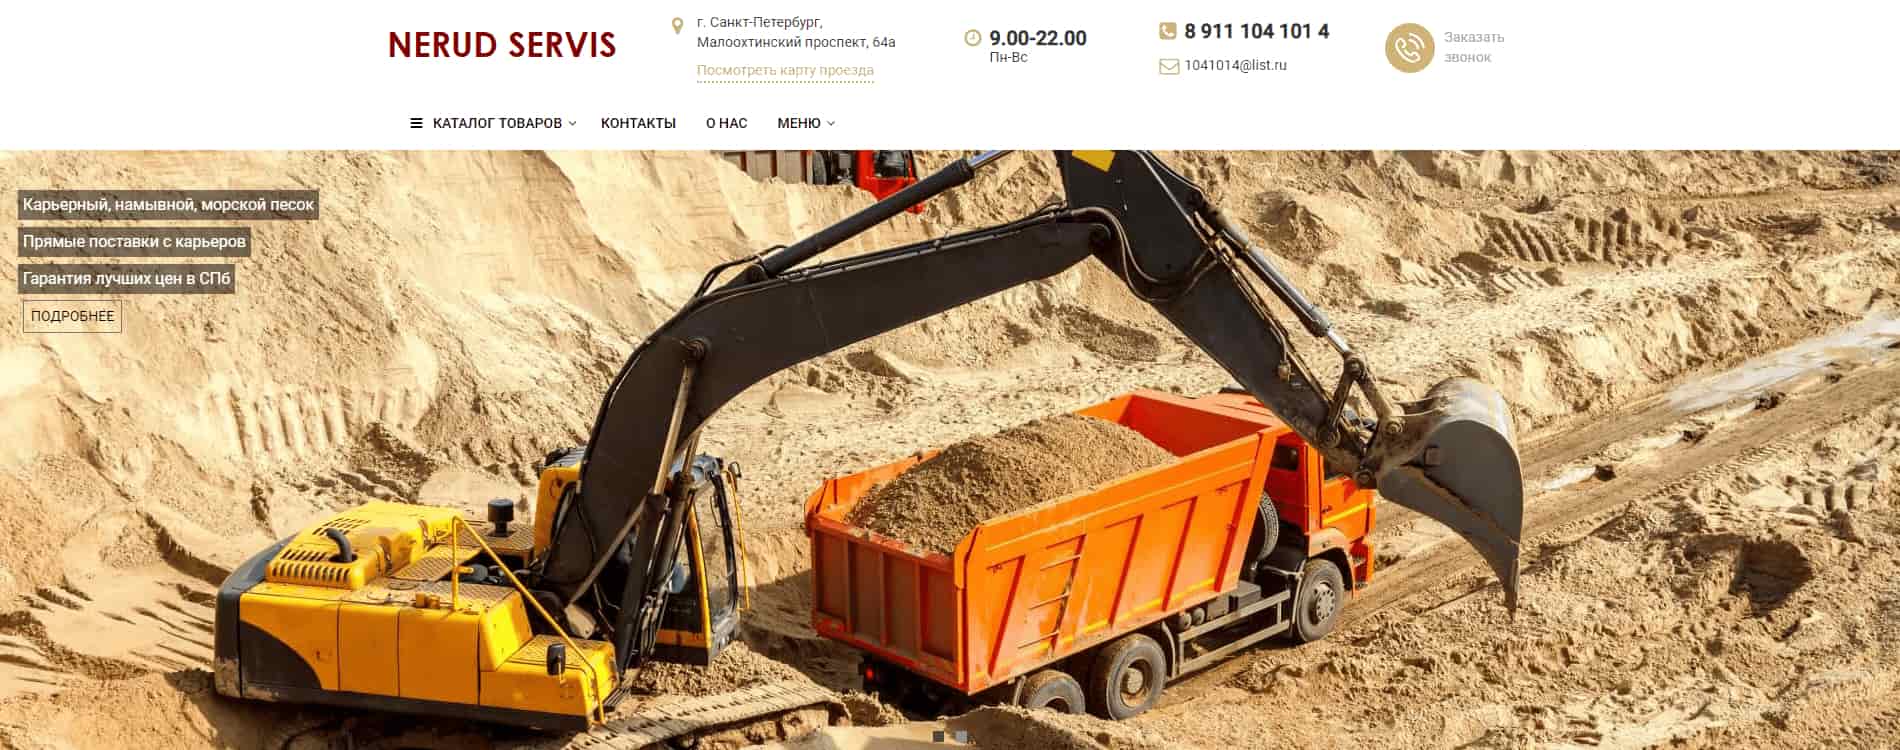 NERUD SERVIS
г. Санкт-Петербург,
Малоохтинский проспект, 64а
Посмотреть карту проезда
9.00-22.00
Пн-Вс
8 911 104 101 4
1041014@list.ru
Заказать
звонок
КАТАЛОГ ТОВАРОВ КОНТАКТЫ О НАС МЕНЮ
Карьерный, намывной, морской песок
Прямые поставки с карьеров
Гарантия лучших цен в СПб
ПОДРОБНЕЕ